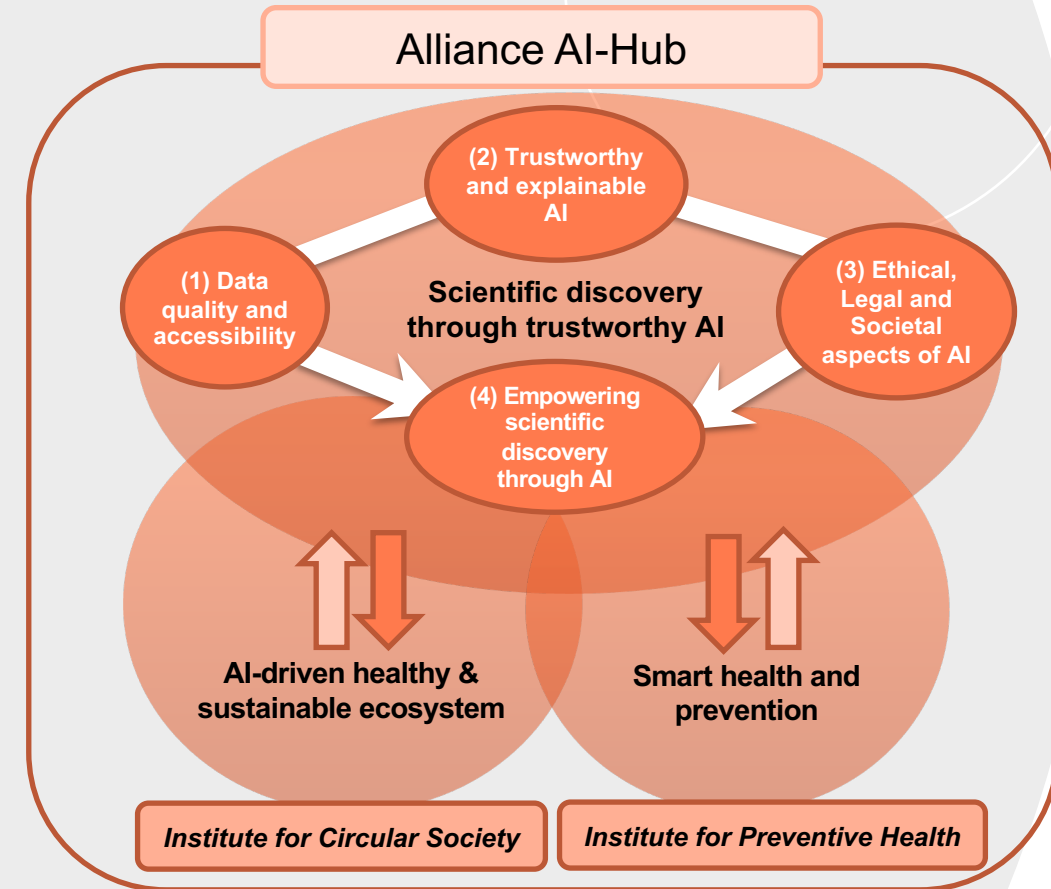 Alliance AI-Hub
(2) Trustworthy
and explainable
AI
(1) Data
quality and
accessibility
(3) Ethical,
Legal and
Societal
aspects of AI
Scientific discovery
through trustworthy AI
(4) Empowering
scientific
discovery
through AI
AI-driven healthy &
sustainable ecosystem
Smart health and
prevention
Institute for Circular Society
Institute for Preventive Health